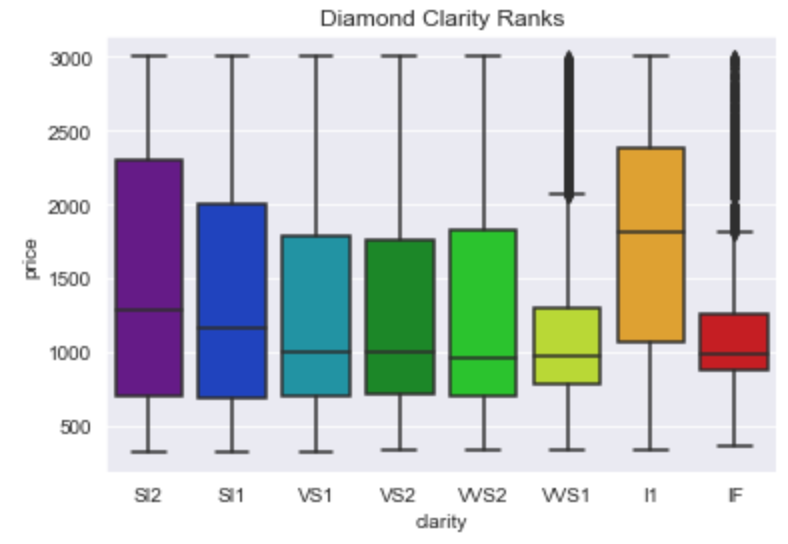 Diamond Clarity Ranks
3000
2500
2000
1500
1000
500
price
SI2 SI1 VS1 VS2 VVS2 VVS1 I1 IF
clarity